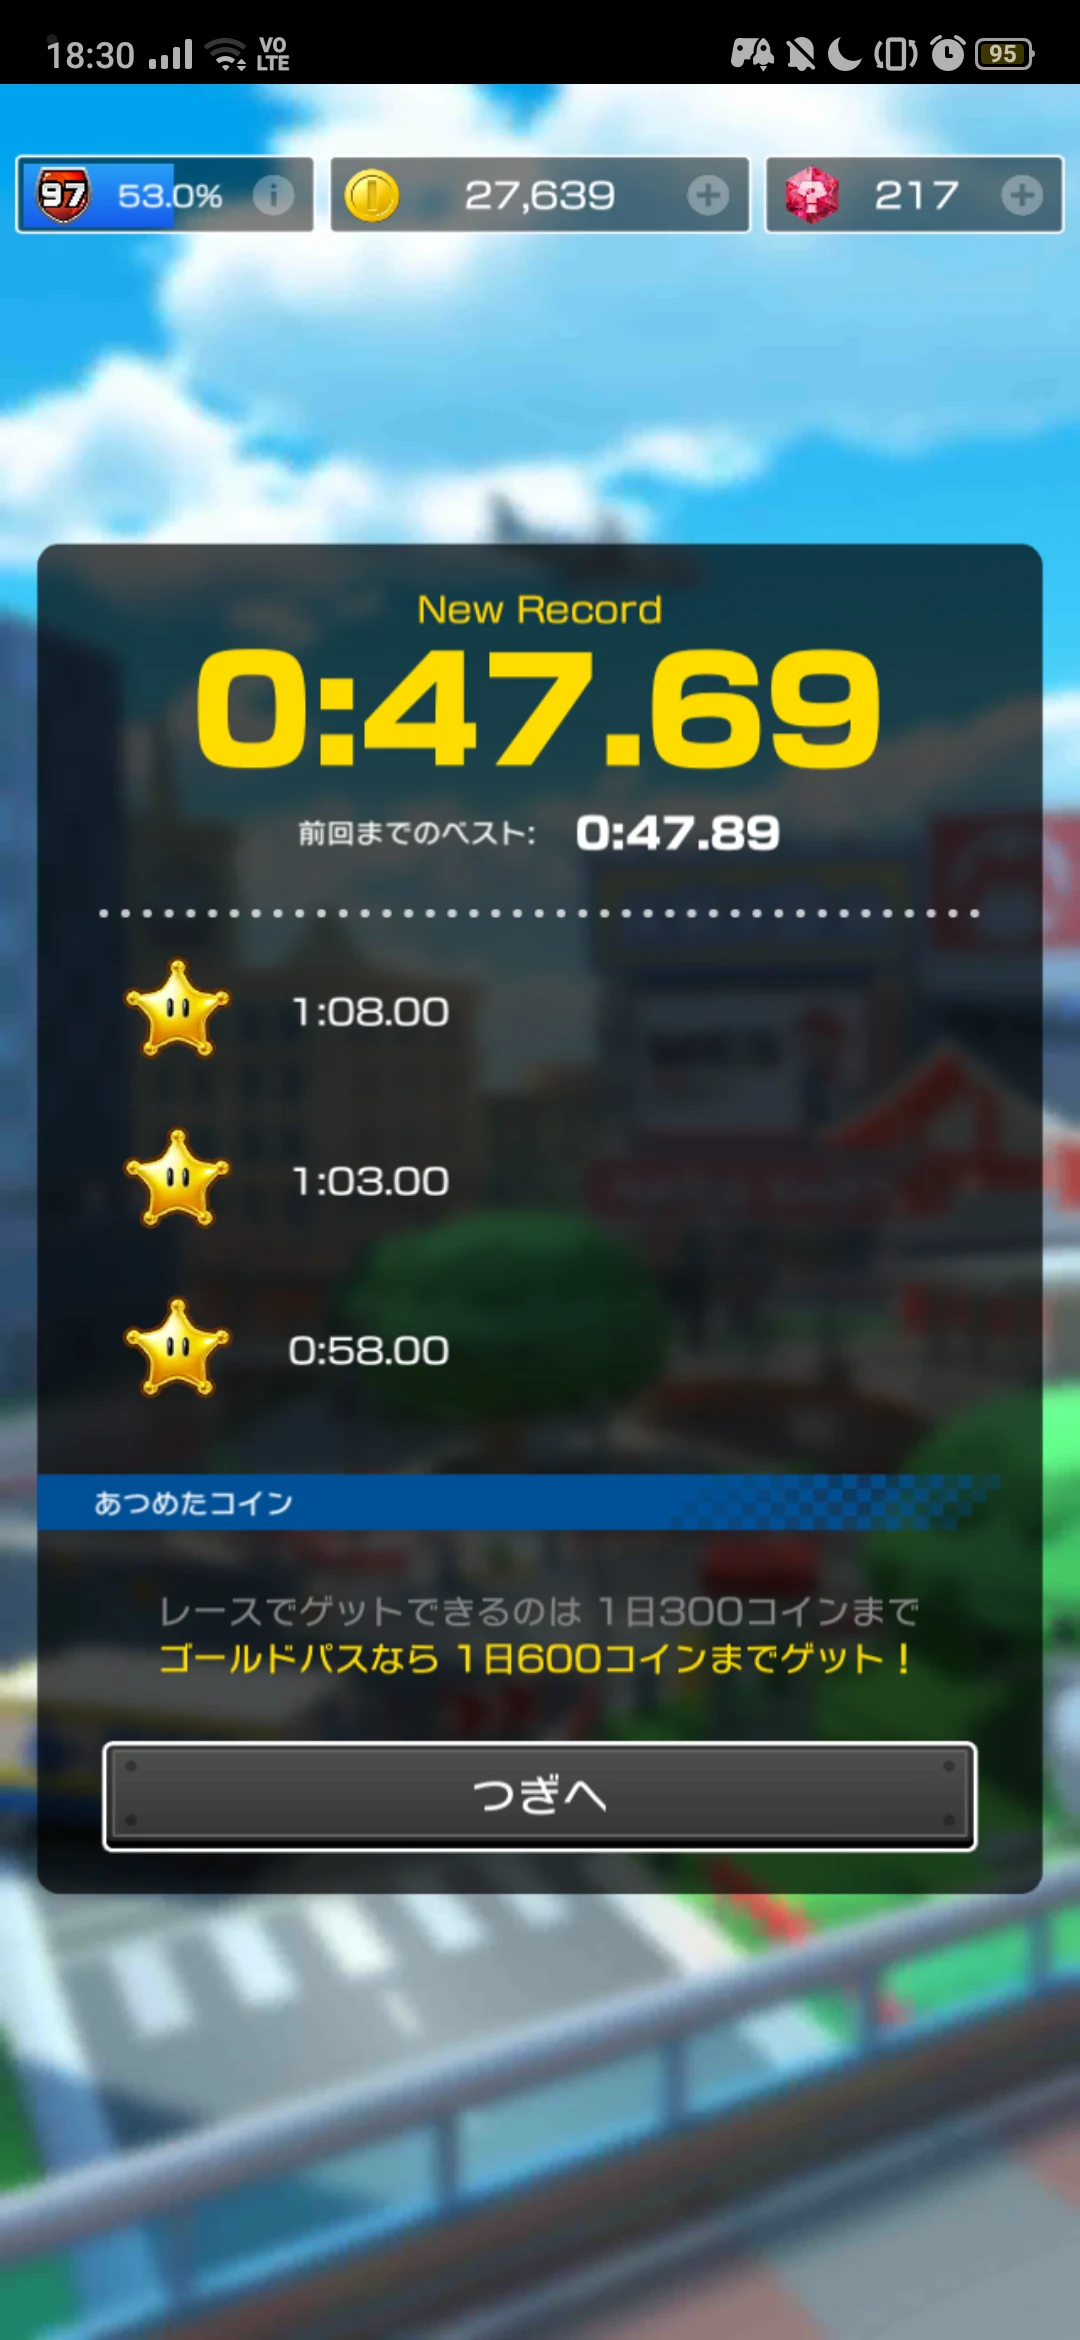 18:30 VO LTE 95
97 53.0% 27,639 217
New Record
0:47.69
前回までのベスト: 0:47.89
1:08.00
1:03.00
0:58.00
あつめたコイン
レースでゲットできるのは 1日300コインまで
ゴールドパスなら 1日600コインまでゲット！
つぎへ